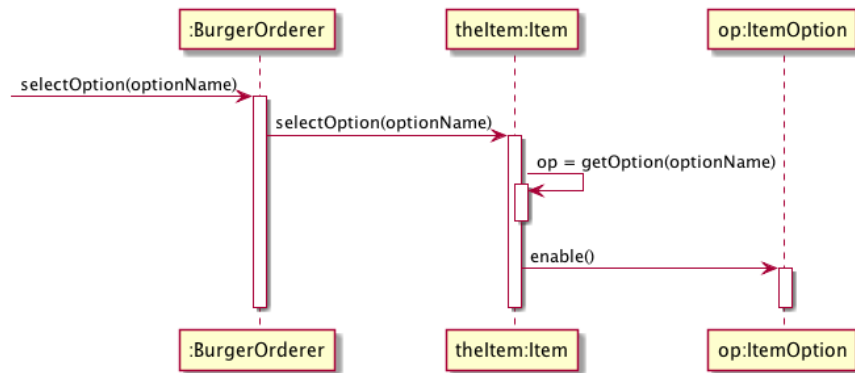 :BurgerOrderer theItem:Item op:ItemOption
selectOption(optionName)
selectOption(optionName)
op = getOption(optionName)
enable()
:BurgerOrderer theItem:Item op:ItemOption